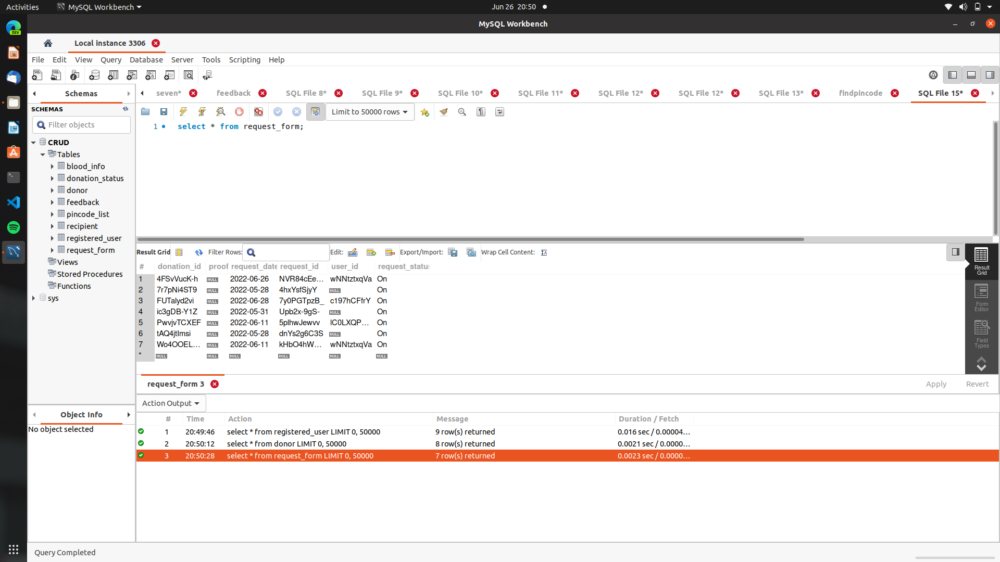 Activities MySQL Workbench Jun 26 20:50
MySQL Workbench
Local instance 3306
File Edit View Query Database Server Tools Scripting Help
Schemas
seven* feedback SQL File 8* SQL File 9* SQL File 10* SQL File 11* SQL File 12* SQL File 12* SQL File 13* findpincode SQL File 15*
SCHEMAS
Filter objects
Limit to 50000 rows
1 select * from request_form;
CRUD
Tables
blood_info
donation_status
donor
feedback
pincode_list
recipient
registered_user
request_form
Views
Stored Procedures
Functions
sys
Result Grid Filter Rows: Edit: Export/Import: Wrap Cell Content:
# donation_id proof request_date request_id user_id request_status
1 4FSvVucK-h NULL 2022-06-26 NVR84cEe... wNNtztxqVa On
2 7r7pNi4ST9 NULL 2022-05-28 4hxYsfSjyY NULL On
3 FUTalyd2vi NULL 2022-06-28 7y0PGTpzB_ c197hCFfrY On
4 ic3gDB-Y1Z NULL 2022-05-31 Upb2x-9gS- NULL On
5 PwvjvTCXEF NULL 2022-06-11 5plhwJewvv lC0LXQP... On
6 tAQ4jtImsi NULL 2022-05-28 dnYs2g6C3S NULL On
7 Wo4OOEL... NULL 2022-06-11 kHbO4hW... wNNtztxqVa On
* NULL NULL NULL NULL NULL NULL
Result
Grid
Form
Editor
Field
Types
request_form 3 Apply Revert
Action Output
Object Info
No object selected
# Time Action Message Duration / Fetch
1 20:49:46 select * from registered_user LIMIT 0, 50000 9 row(s) returned 0.016 sec / 0.00004...
2 20:50:12 select * from donor LIMIT 0, 50000 8 row(s) returned 0.0021 sec / 0.0000...
3 20:50:28 select * from request_form LIMIT 0, 50000 7 row(s) returned 0.0023 sec / 0.0000...
Query Completed